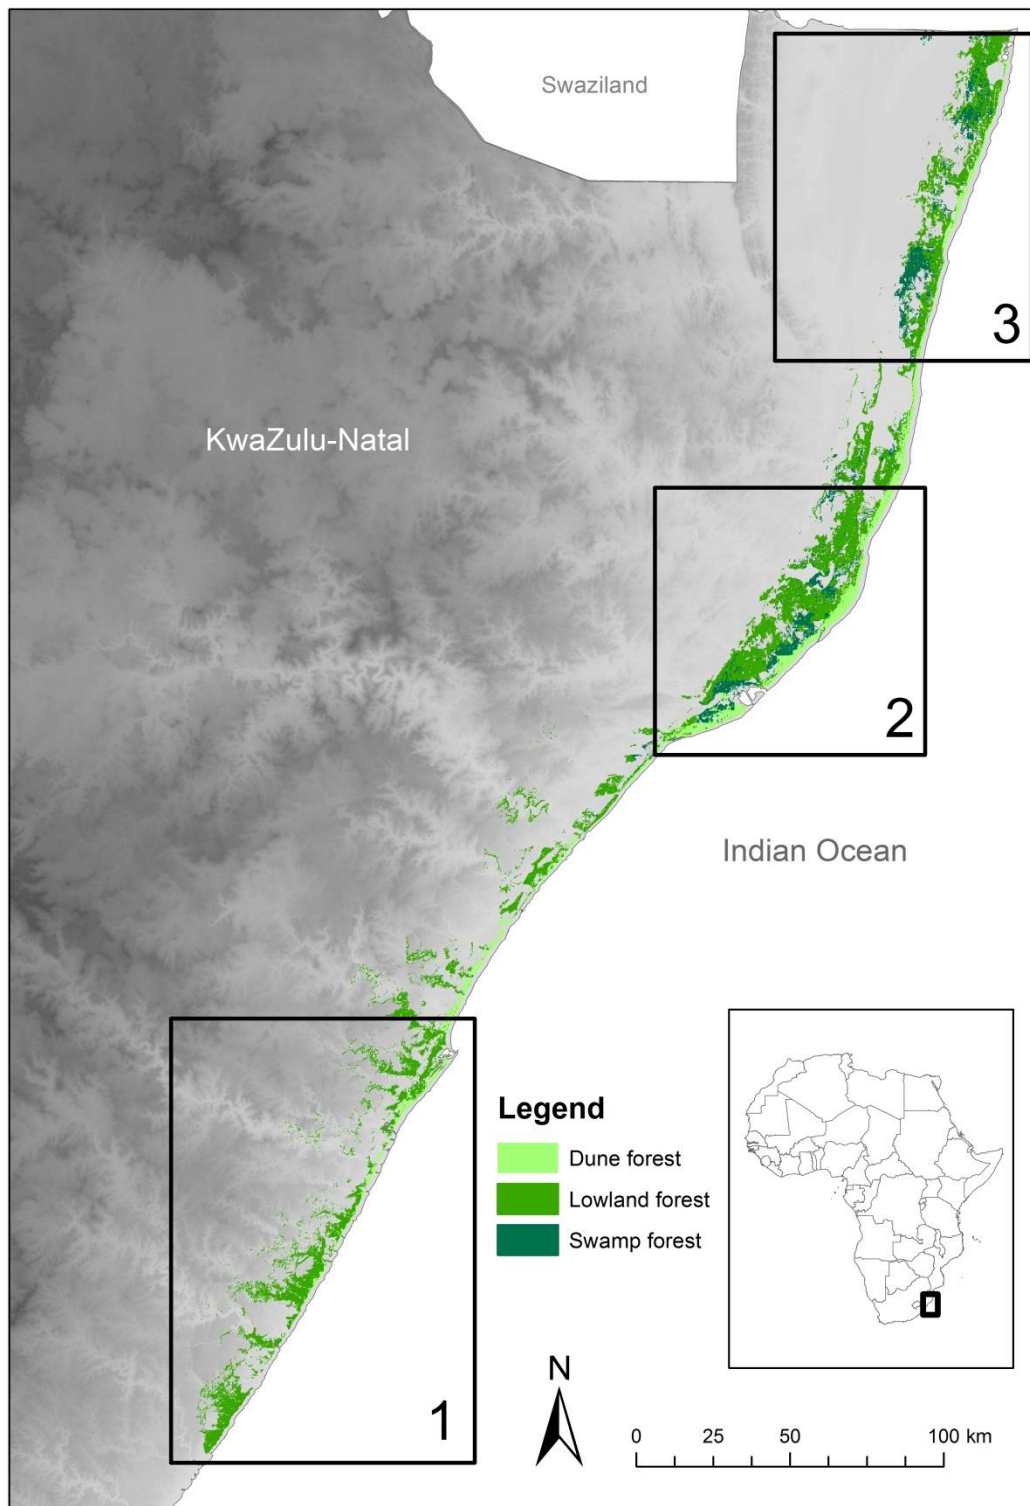 Swaziland
3
KwaZulu-Natal
2
Indian Ocean
Legend
Dune forest
Lowland forest
Swamp forest
N
1
0 25 50 100 km